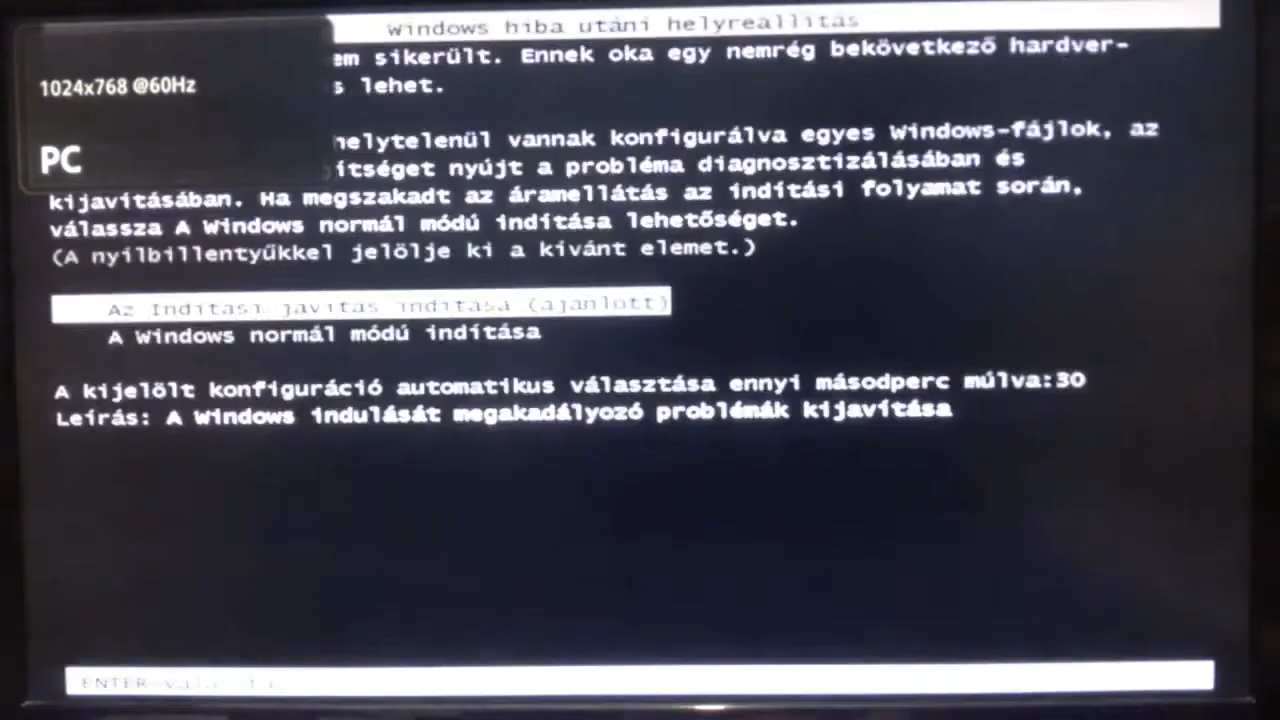 Windows hiba utáni helyreállítás
em sikerült. Ennek oka egy nemrég bekövetkező hardver-
1024x768 @60Hz
s lehet.
helytelenül vannak konfigurálva egyes Windows-fájlok, az
PC
ítséget nyújt a probléma diagnosztizálásában és
kijavításában. Ha megszakadt az áramellátás az indítási folyamat során,
válassza A Windows normál módú indítása lehetőséget.
(A nyílbillentyűkkel jelölje ki a kívánt elemet.)
Az Indítási javítás indítása (ajánlott)
A Windows normál módú indítása
A kijelölt konfiguráció automatikus választása ennyi másodperc múlva:30
Leírás: A Windows indulását megakadályozó problémák kijavítása
ENTER